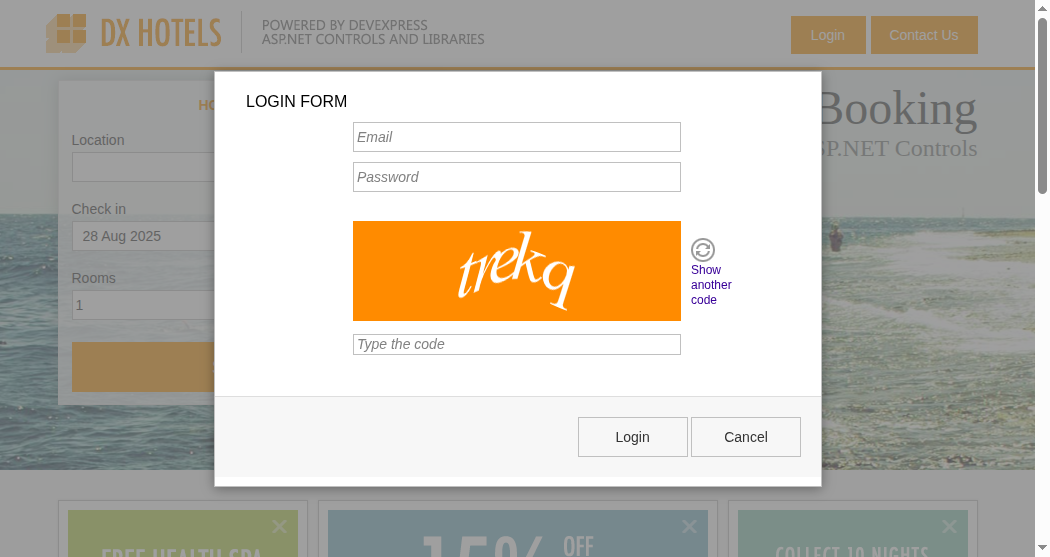 DX HOTELS
POWERED BY DEVEXPRESS
ASP.NET CONTROLS AND LIBRARIES
Login
Contact Us
Booking
SP.NET Controls
HO
Location
Check in
28 Aug 2025
Rooms
1
LOGIN FORM
Email
Password
trekq
Show
another
code
Type the code
Login
Cancel
FREE HEALTH SPA
15% OFF
COLLECT 10 NIGHTS